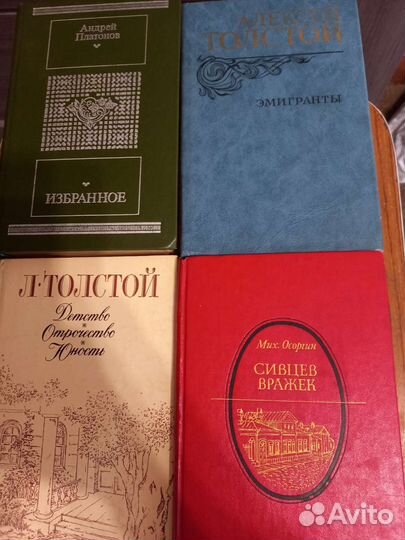 Андрей
Платонов
ИЗБРАННОЕ
АЛЕКСЕЙ
ТОЛСТОЙ
ЭМИГРАНТЫ
Л·ТОЛСТОЙ
Детство
Отрочество
Юность
Мих. Осоргин
СИВЦЕВ
ВРАЖЕК
Avito